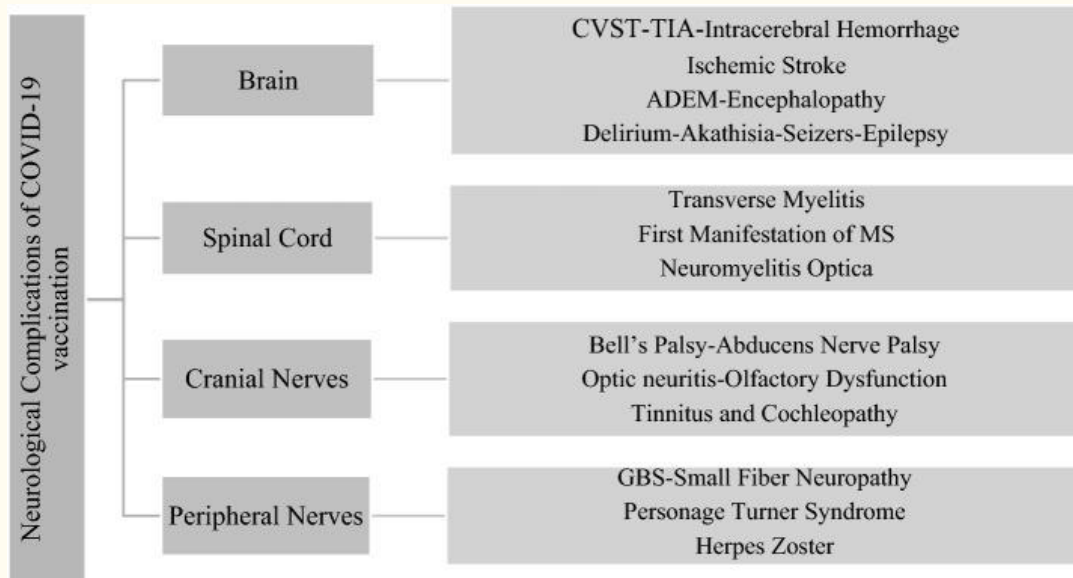 Neurological Complications of COVID-19
vaccination
Brain
CVST-TIA-Intracerebral Hemorrhage
Ischemic Stroke
ADEM-Encephalopathy
Delirium-Akathisia-Seizers-Epilepsy
Spinal Cord
Transverse Myelitis
First Manifestation of MS
Neuromyelitis Optica
Cranial Nerves
Bell's Palsy-Abducens Nerve Palsy
Optic neuritis-Olfactory Dysfunction
Tinnitus and Cochleopathy
Peripheral Nerves
GBS-Small Fiber Neuropathy
Personage Turner Syndrome
Herpes Zoster